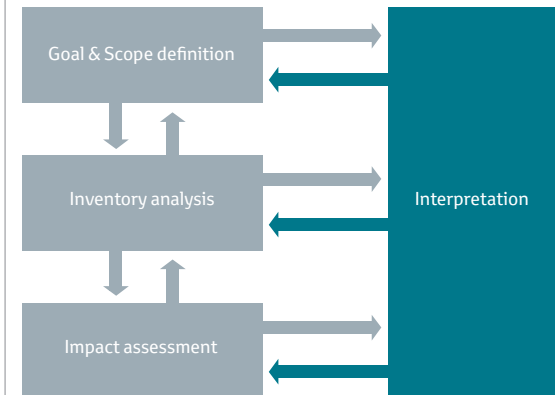 Goal & Scope definition
Inventory analysis
Interpretation
Impact assessment